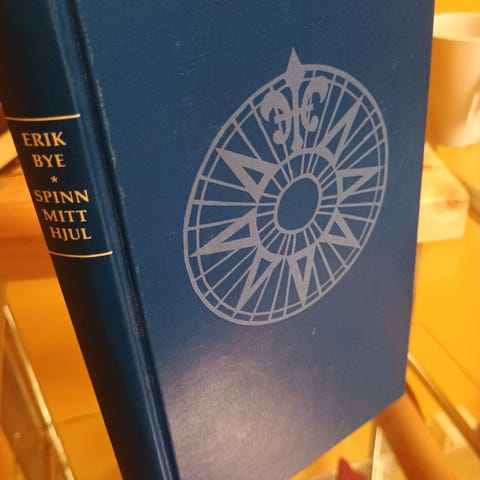 ERIK
BYE
*
SPINN
MITT
HJUL